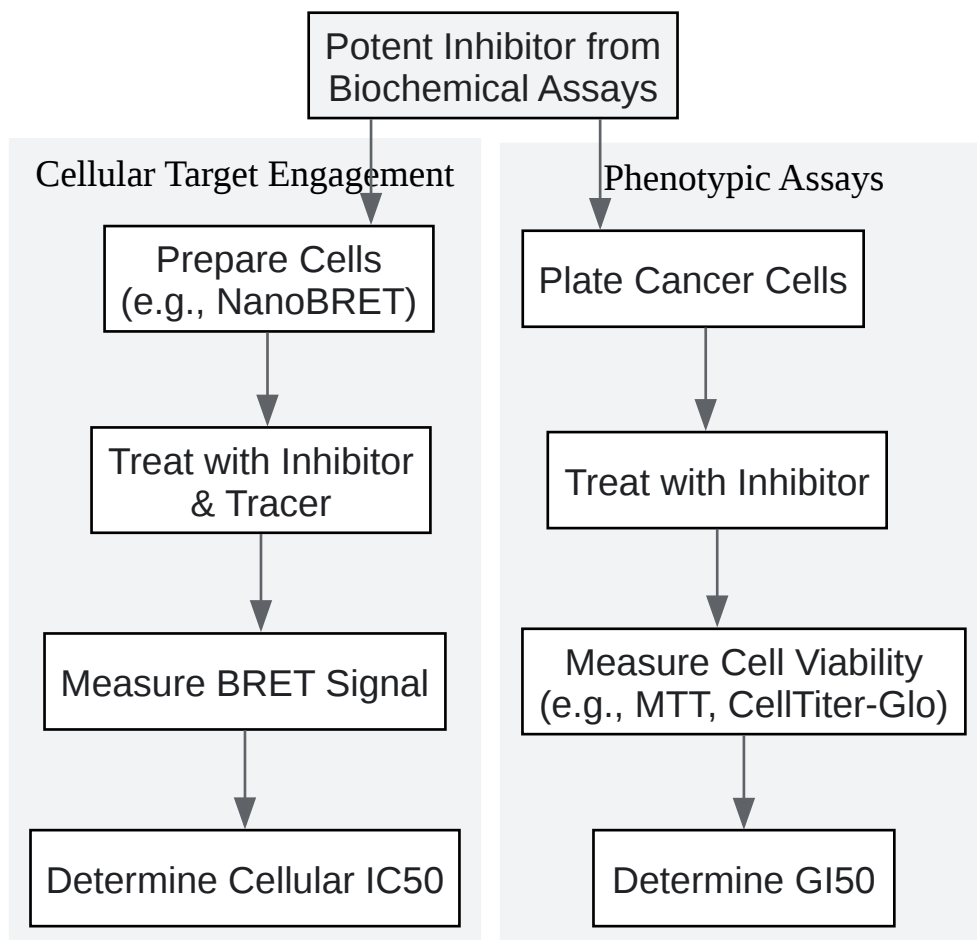 Potent Inhibitor from
Biochemical Assays
Cellular Target Engagement
Prepare Cells
(e.g., NanoBRET)
Treat with Inhibitor
& Tracer
Measure BRET Signal
Determine Cellular IC50
Phenotypic Assays
Plate Cancer Cells
Treat with Inhibitor
Measure Cell Viability
(e.g., MTT, CellTiter-Glo)
Determine GI50